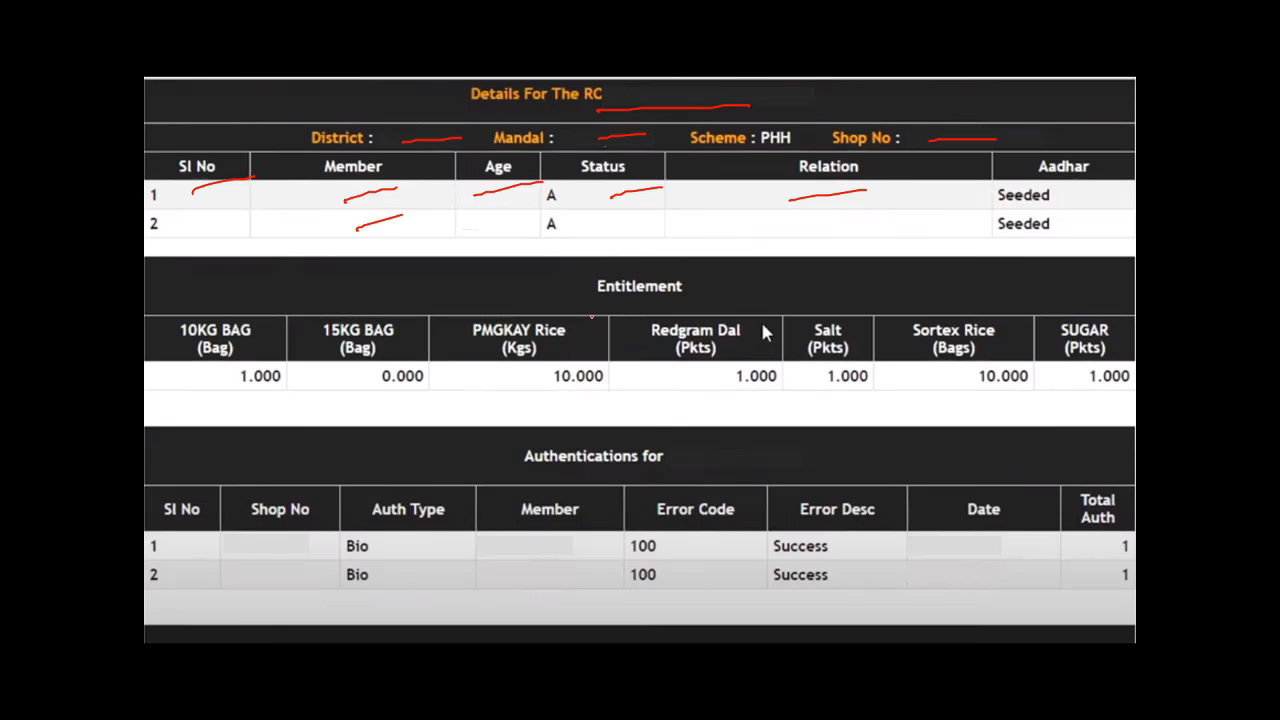 Details For The RC
District : Mandal : Scheme : PHH Shop No :
Sl No Member Age Status Relation Aadhar
1 A Seeded
2 A Seeded
Entitlement
10KG BAG (Bag) 15KG BAG (Bag) PMGKAY Rice (Kgs) Redgram Dal (Pkts) Salt (Pkts) Sortex Rice (Bags) SUGAR (Pkts)
1.000 0.000 10.000 1.000 1.000 10.000 1.000
Authentications for
Sl No Shop No Auth Type Member Error Code Error Desc Date Total Auth
1 Bio 100 Success 1
2 Bio 100 Success 1